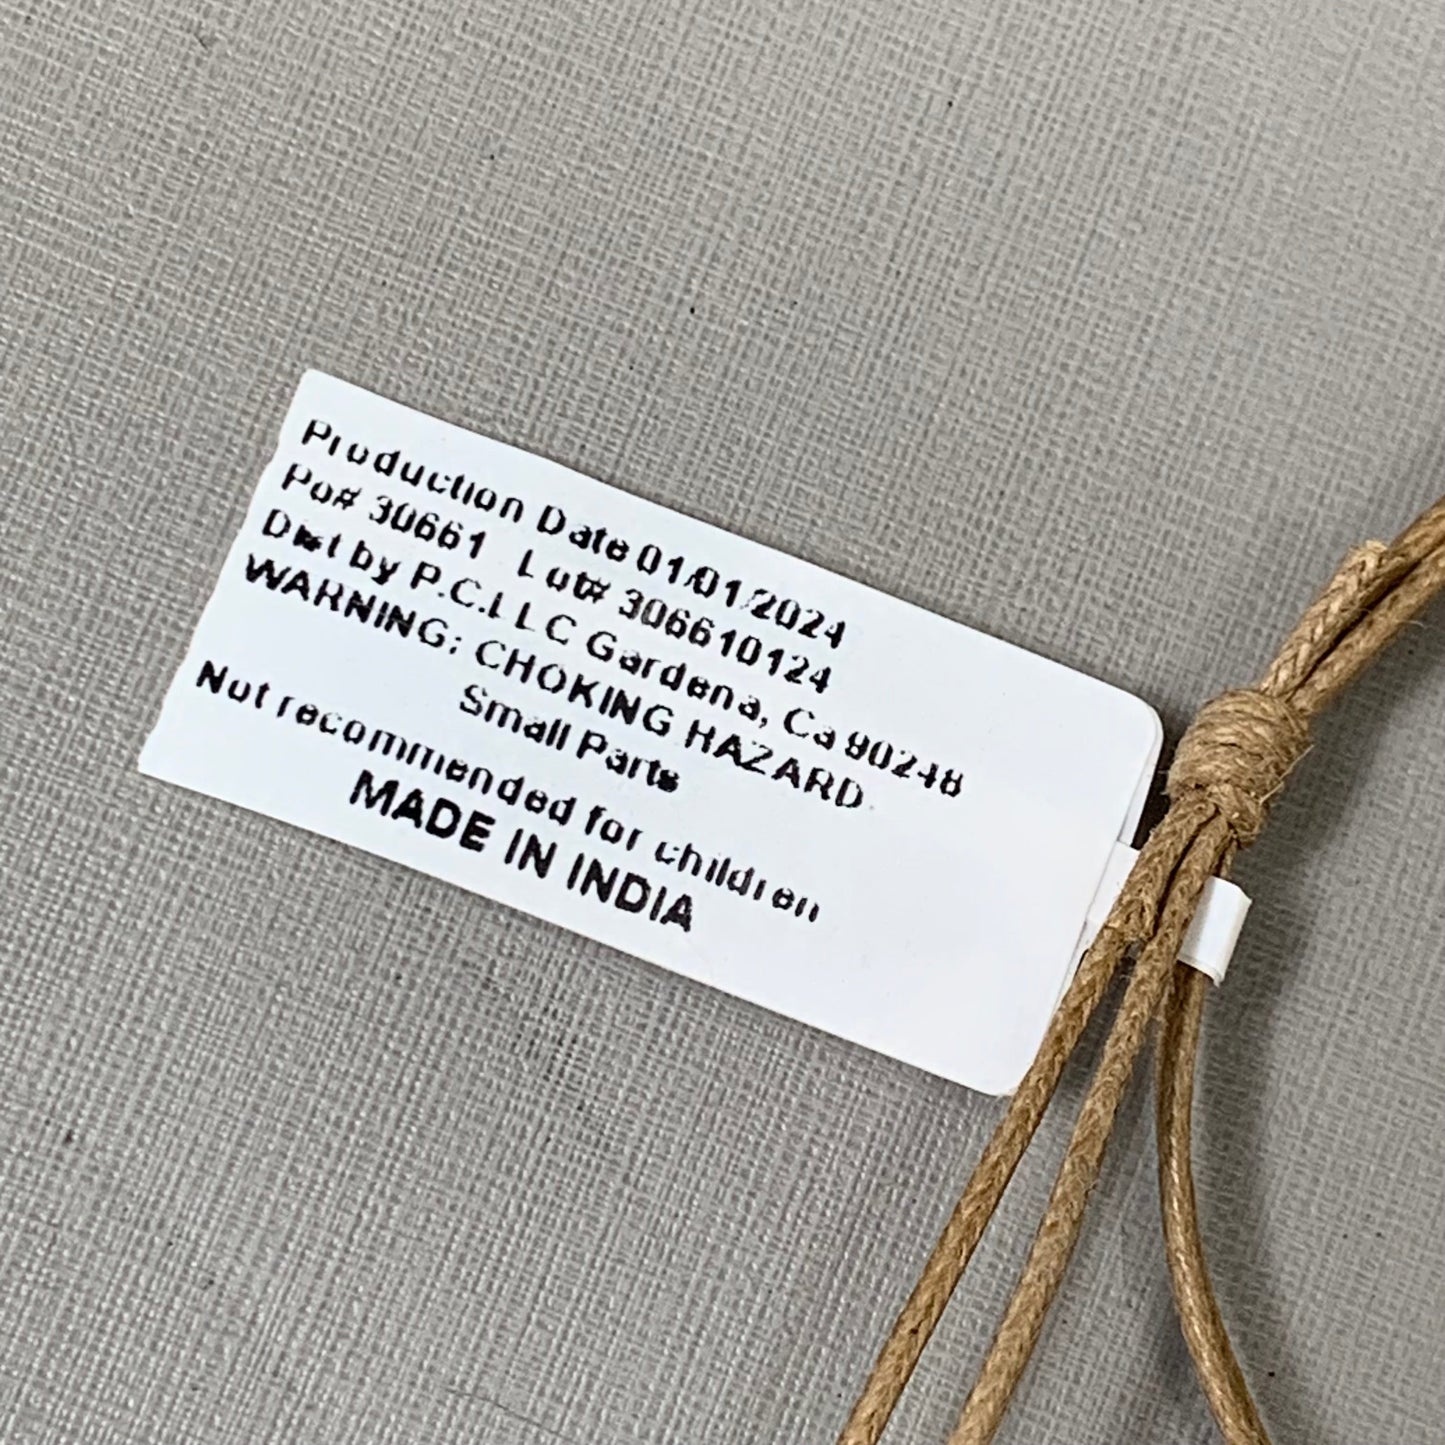 Production Date 01/01/2024
Po# 30661 Lot# 306610124
Dist by P.C.LLC Gardena, Ca 90248
WARNING: CHOKING HAZARD
Small Parts
Not recommended for children
MADE IN INDIA